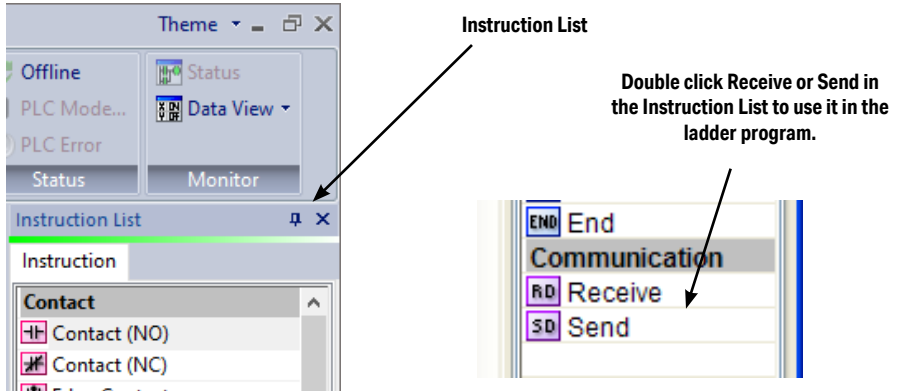 Theme
Offline
PLC Mode...
PLC Error
Status
Status
Data View
Monitor
Instruction List
Instruction
Contact
Contact (NO)
Contact (NC)
Instruction List
Double click Receive or Send in
the Instruction List to use it in the
ladder program.
END End
Communication
RD Receive
SD Send